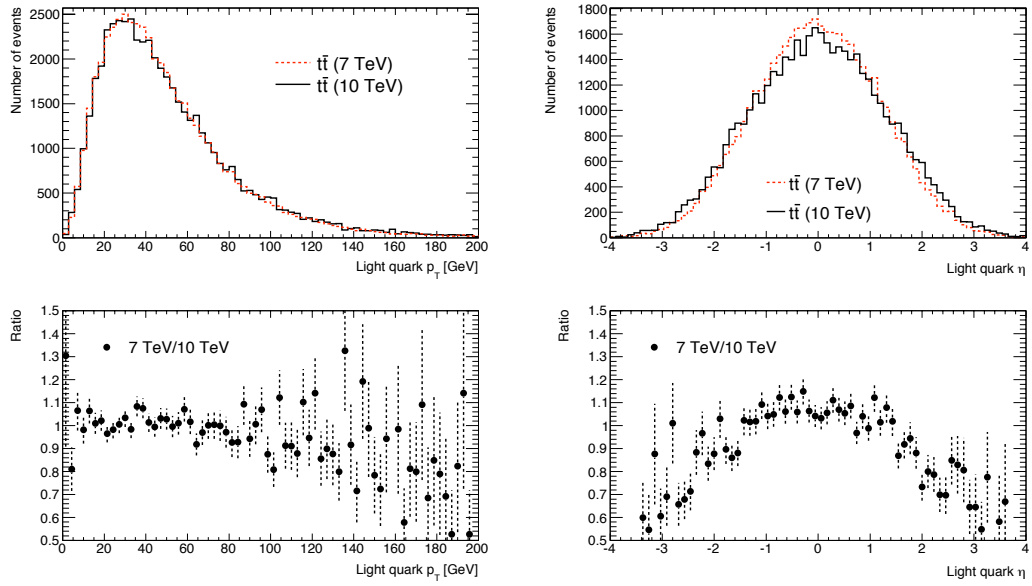 Number of events
2500
2000
1500
1000
500
0
tt̄ (7 TeV)
tt̄ (10 TeV)
0 20 40 60 80 100 120 140 160 180 200
Light quark p_T [GeV]
Number of events
1800
1600
1400
1200
1000
800
600
400
200
0
tt̄ (7 TeV)
tt̄ (10 TeV)
-4 -3 -2 -1 0 1 2 3 4
Light quark η
Ratio
1.5
1.4
1.3
1.2
1.1
1
0.9
0.8
0.7
0.6
0.5
7 TeV/10 TeV
0 20 40 60 80 100 120 140 160 180 200
Light quark p_T [GeV]
Ratio
1.5
1.4
1.3
1.2
1.1
1
0.9
0.8
0.7
0.6
0.5
7 TeV/10 TeV
-4 -3 -2 -1 0 1 2 3 4
Light quark η